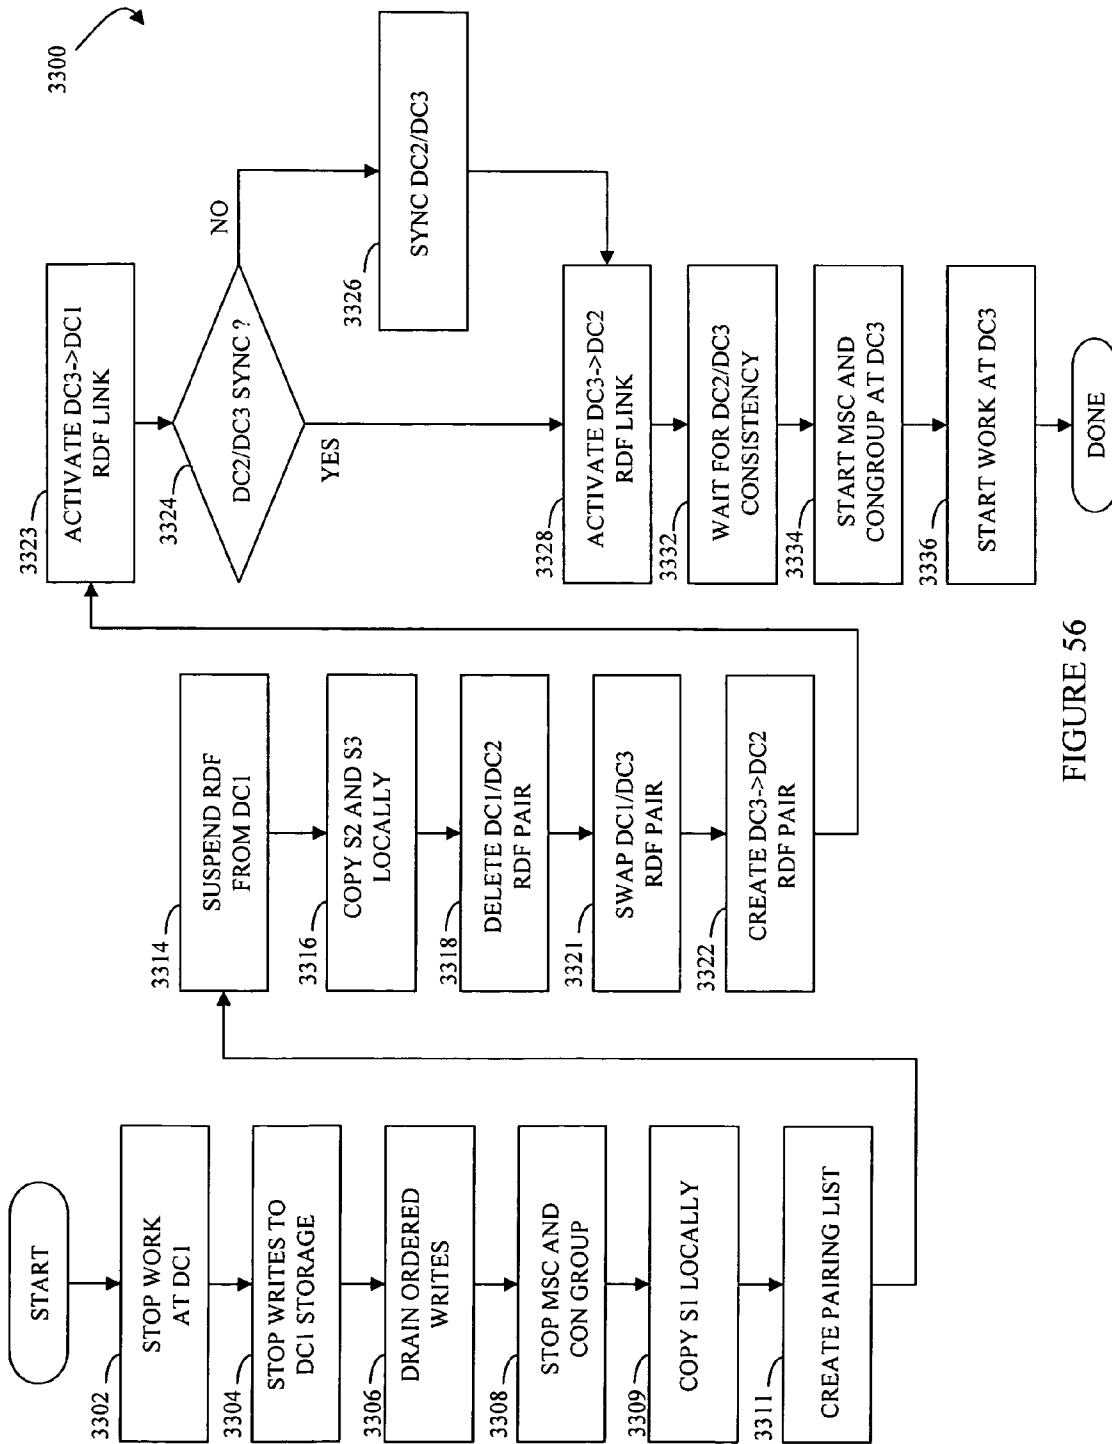 3300
START
3302
STOP WORK
AT DC1
3304
STOP WRITES TO
DC1 STORAGE
3306
DRAIN ORDERED
WRITES
3308
STOP MSC AND
CON GROUP
3309
COPY S1 LOCALLY
3311
CREATE PAIRING LIST
3314
SUSPEND RDF
FROM DC1
3316
COPY S2 AND S3
LOCALLY
3318
DELETE DC1/DC2
RDF PAIR
3321
SWAP DC1/DC3
RDF PAIR
3322
CREATE DC3->DC2
RDF PAIR
3323
ACTIVATE DC3->DC1
RDF LINK
3324
DC2/DC3 SYNC ?
NO
YES
3326
SYNC DC2/DC3
3328
ACTIVATE DC3->DC2
RDF LINK
3332
WAIT FOR DC2/DC3
CONSISTENCY
3334
START MSC AND
CONGROUP AT DC3
3336
START WORK AT DC3
DONE
FIGURE 56